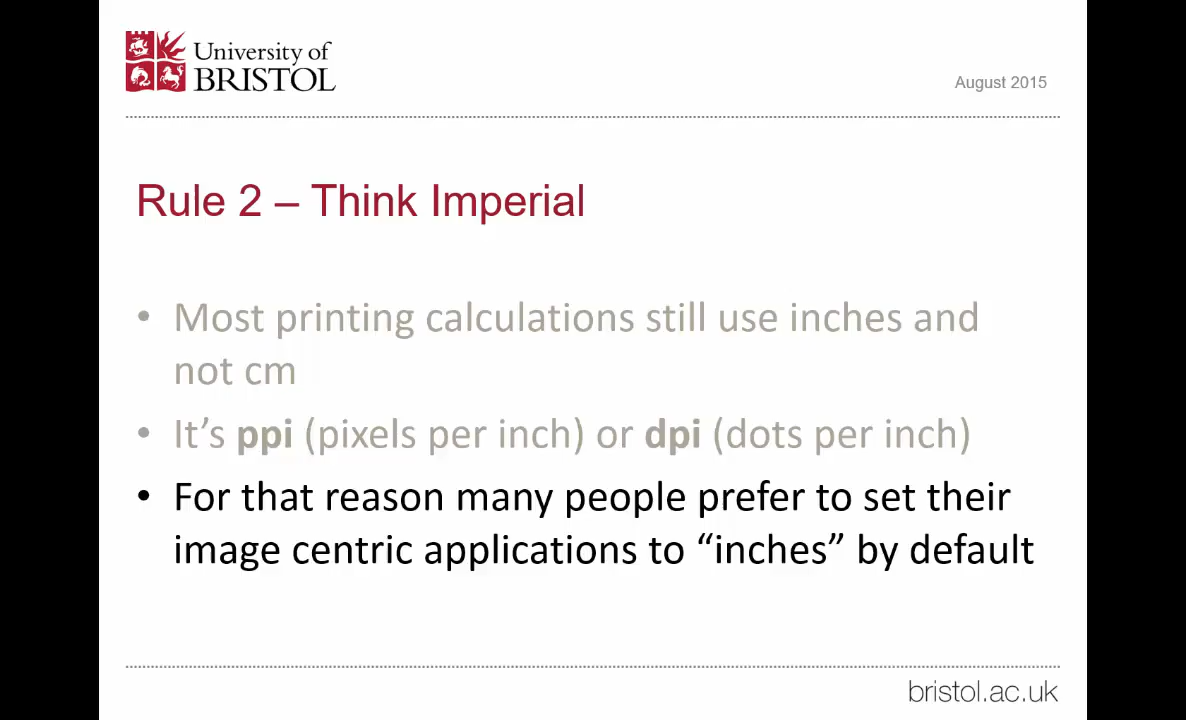 University of
BRISTOL
August 2015
Rule 2 – Think Imperial
• Most printing calculations still use inches and
not cm
• It’s ppi (pixels per inch) or dpi (dots per inch)
• For that reason many people prefer to set their
image centric applications to “inches” by default
bristol.ac.uk